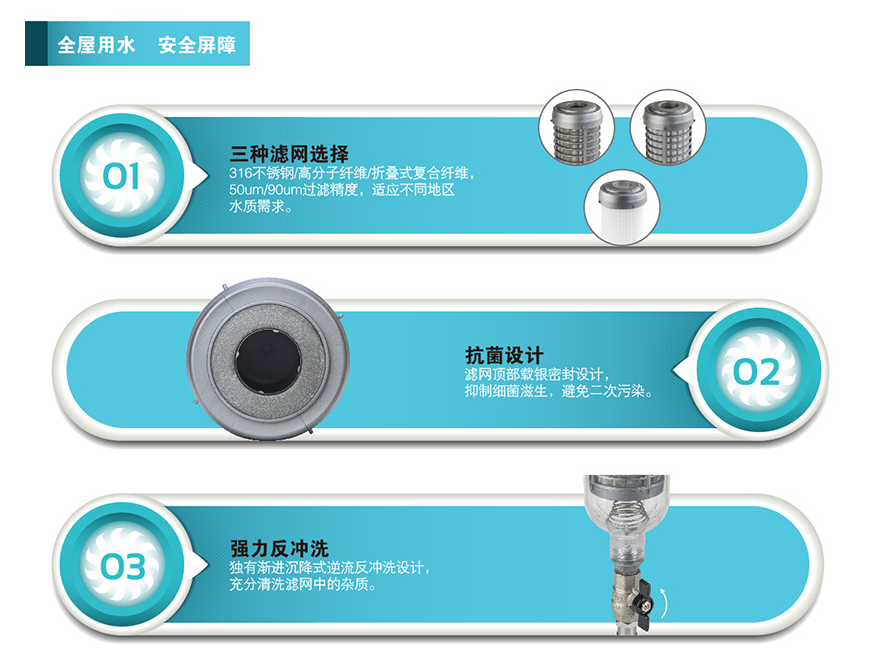 全屋用水 安全屏障
01
三种滤网选择
316不锈钢/高分子纤维/折叠式复合纤维，
50um/90um过滤精度，适应不同地区
水质需求。
抗菌设计
滤网顶部载银密封设计，
抑制细菌滋生，避免二次污染。
02
03
强力反冲洗
独有渐进沉降式逆流反冲洗设计，
充分清洗滤网中的杂质。